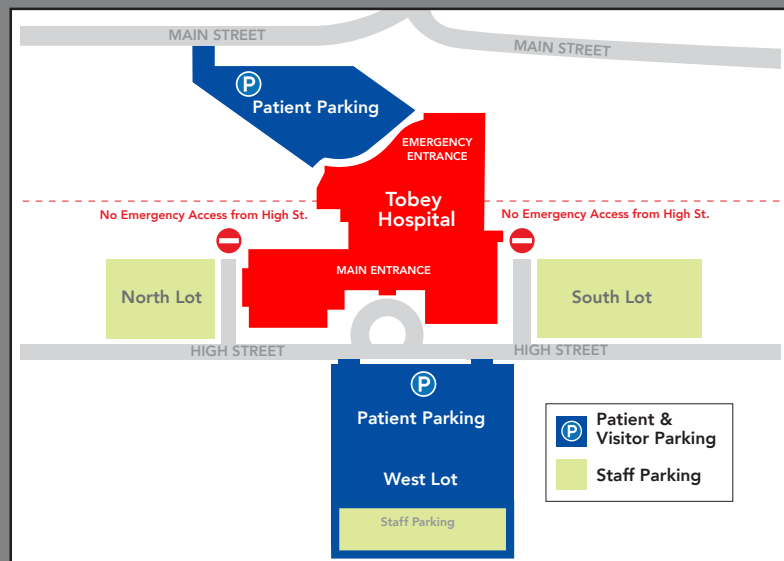 MAIN STREET
MAIN STREET
P
Patient Parking
EMERGENCY
ENTRANCE
Tobey
Hospital
No Emergency Access from High St.
No Emergency Access from High St.
MAIN ENTRANCE
North Lot
South Lot
HIGH STREET
HIGH STREET
P
Patient Parking
West Lot
Staff Parking
P
Patient &
Visitor Parking
Staff Parking